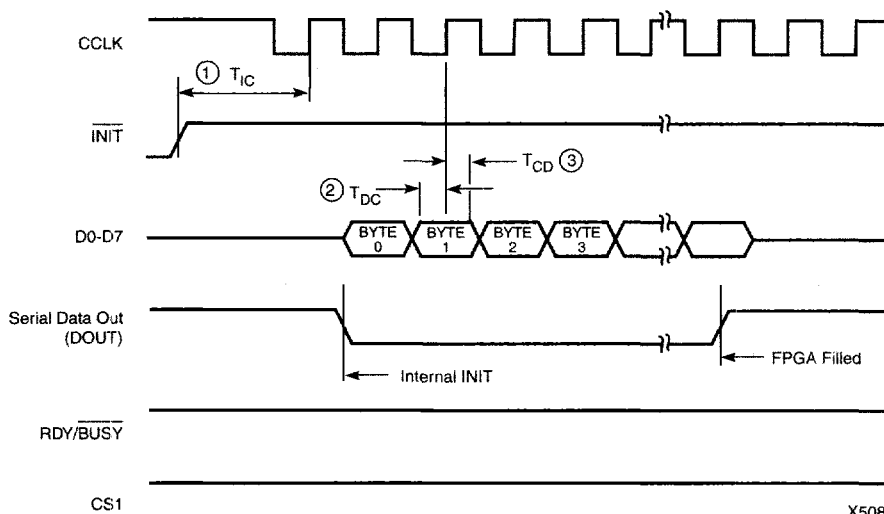 CCLK
① T_IC
INIT
T_CD ③
② T_DC
D0-D7
BYTE 0
BYTE 1
BYTE 2
BYTE 3
Serial Data Out
(DOUT)
Internal INIT
FPGA Filled
RDY/BUSY
CS1
X508